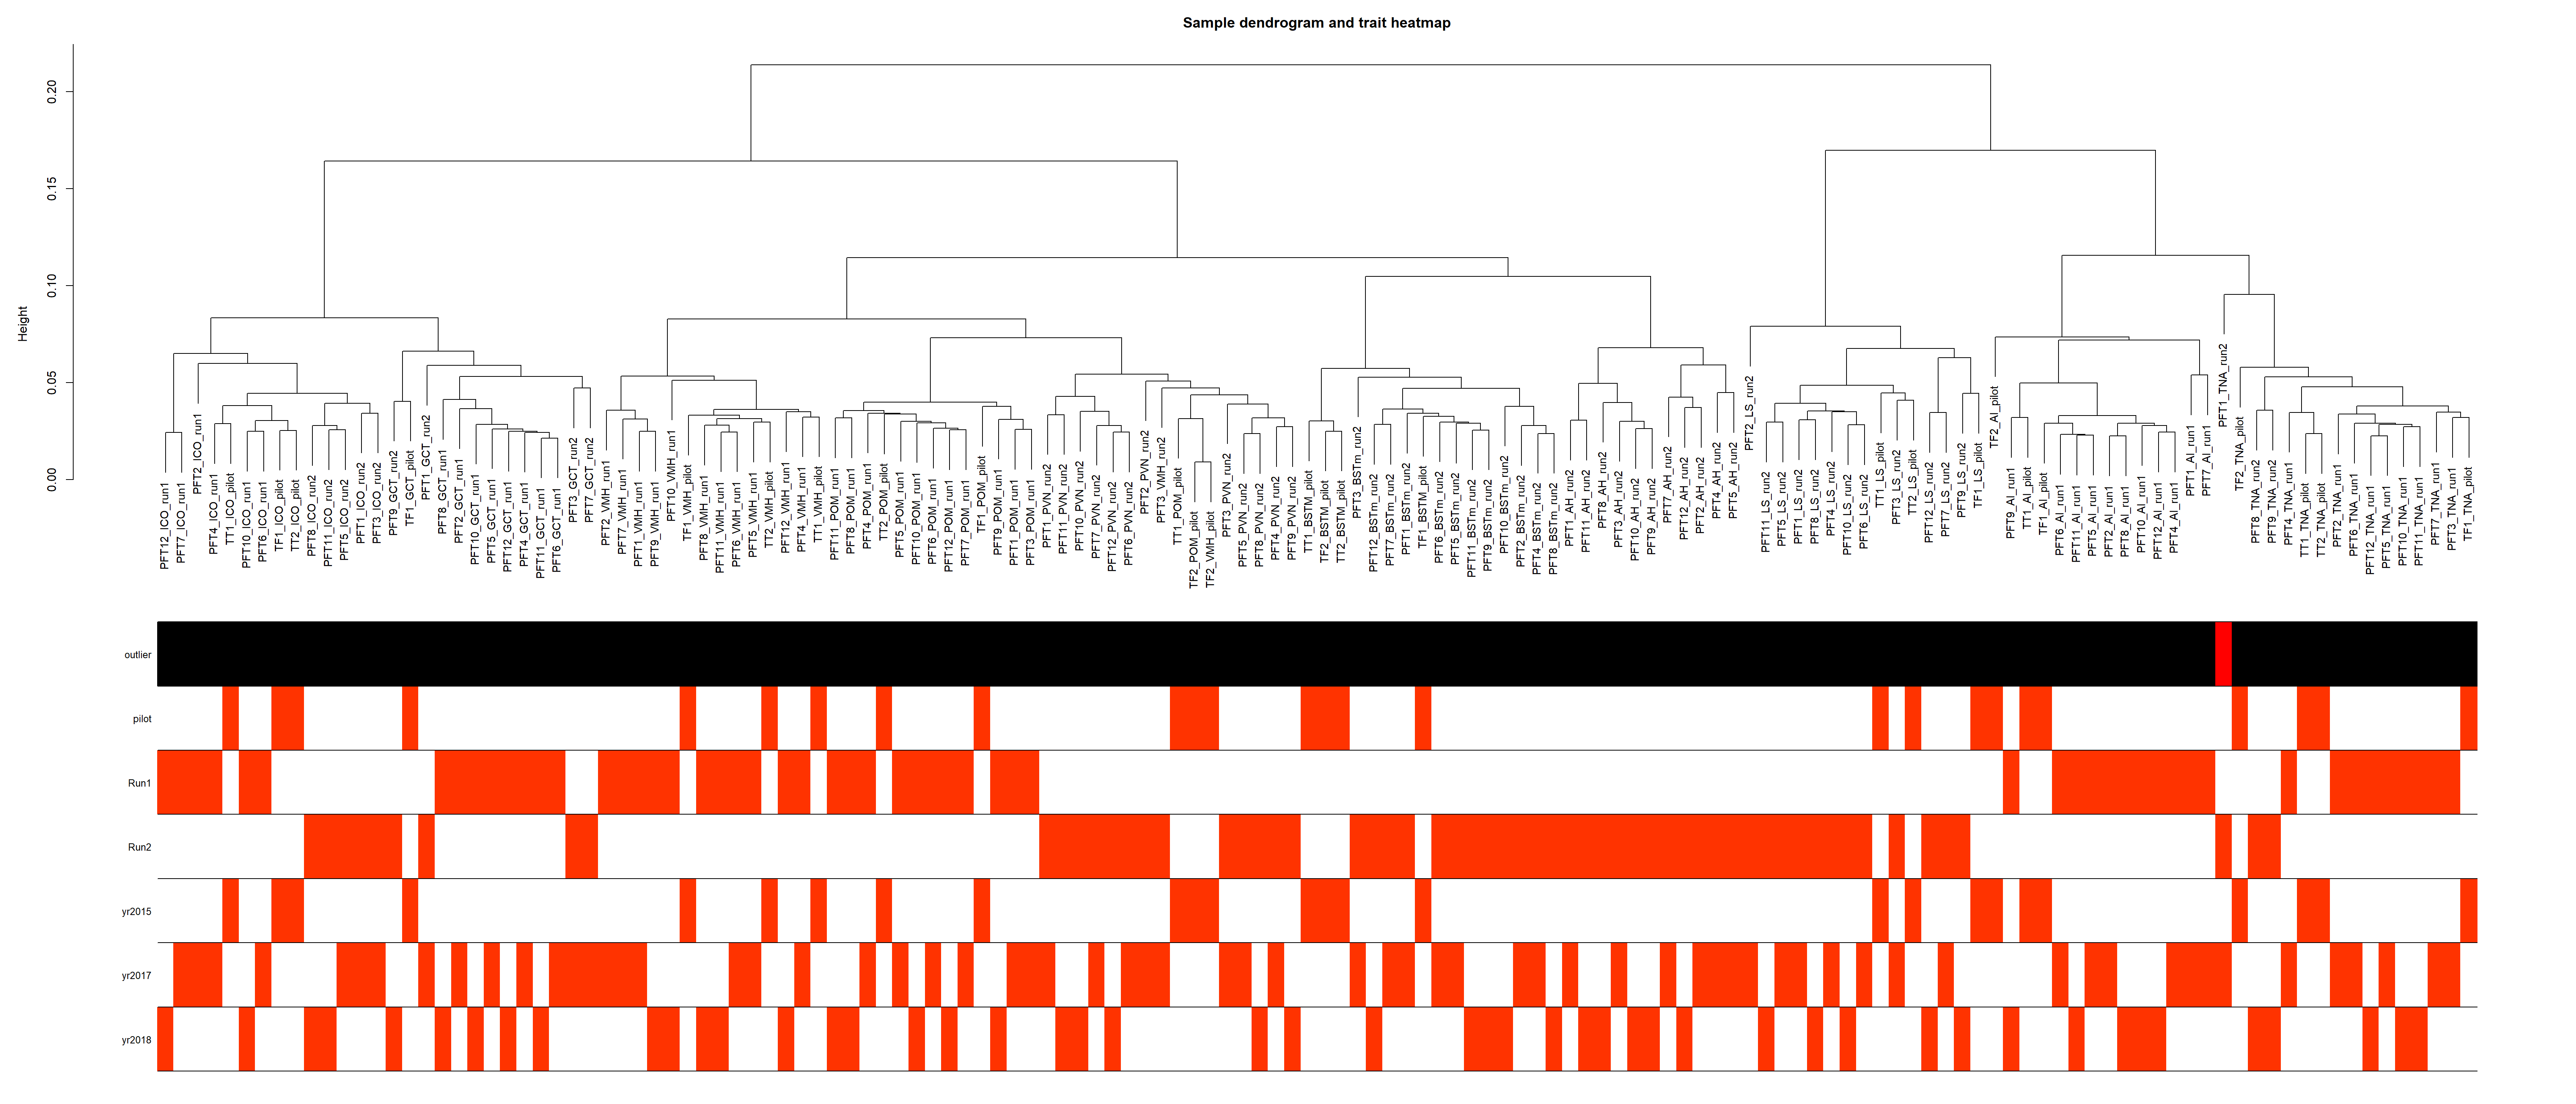 Sample dendrogram and trait heatmap
Height
0.00
0.05
0.10
0.15
0.20
PFT12_ICO_run1
PFT7_ICO_run1
PFT2_ICO_run1
PFT4_ICO_run1
TT1_ICO_pilot
PFT10_ICO_run1
PFT6_ICO_run1
TF1_ICO_pilot
TT2_ICO_pilot
PFT8_ICO_run2
PFT11_ICO_run2
PFT5_ICO_run2
PFT1_ICO_run2
PFT3_ICO_run2
PFT9_GCT_run2
TF1_GCT_pilot
PFT1_GCT_run2
PFT8_GCT_run1
PFT2_GCT_run1
PFT10_GCT_run1
PFT5_GCT_run1
PFT12_GCT_run1
PFT4_GCT_run1
PFT11_GCT_run1
PFT6_GCT_run1
PFT3_GCT_run2
PFT7_GCT_run2
PFT2_VMH_run1
PFT7_VMH_run1
PFT1_VMH_run1
PFT9_VMH_run1
PFT10_VMH_run1
TF1_VMH_pilot
PFT8_VMH_run1
PFT11_VMH_run1
PFT6_VMH_run1
PFT5_VMH_run1
TT2_VMH_pilot
PFT12_VMH_run1
PFT4_VMH_run1
TT1_VMH_pilot
PFT11_POM_run1
PFT8_POM_run1
PFT4_POM_run1
TT2_POM_pilot
PFT5_POM_run1
PFT10_POM_run1
PFT6_POM_run1
PFT12_POM_run1
PFT7_POM_run1
TF1_POM_pilot
PFT9_POM_run1
PFT1_POM_run1
PFT3_POM_run1
PFT1_PVN_run2
PFT11_PVN_run2
PFT10_PVN_run2
PFT7_PVN_run2
PFT12_PVN_run2
PFT6_PVN_run2
PFT2_PVN_run2
PFT3_VMH_run2
TT1_POM_pilot
TF2_POM_pilot
TF2_VMH_pilot
PFT3_PVN_run2
PFT5_PVN_run2
PFT8_PVN_run2
PFT4_PVN_run2
PFT9_PVN_run2
TT1_BSTM_pilot
TF2_BSTM_pilot
TT2_BSTM_pilot
PFT3_BSTm_run2
PFT12_BSTm_run2
PFT7_BSTm_run2
PFT1_BSTm_run2
TF1_BSTM_pilot
PFT6_BSTm_run2
PFT5_BSTm_run2
PFT11_BSTm_run2
PFT9_BSTm_run2
PFT10_BSTm_run2
PFT2_BSTm_run2
PFT4_BSTm_run2
PFT8_BSTm_run2
PFT1_AH_run2
PFT11_AH_run2
PFT8_AH_run2
PFT3_AH_run2
PFT10_AH_run2
PFT9_AH_run2
PFT7_AH_run2
PFT12_AH_run2
PFT2_AH_run2
PFT4_AH_run2
PFT5_AH_run2
PFT2_LS_run2
PFT11_LS_run2
PFT5_LS_run2
PFT1_LS_run2
PFT8_LS_run2
PFT4_LS_run2
PFT10_LS_run2
PFT6_LS_run2
TT1_LS_pilot
PFT3_LS_run2
TT2_LS_pilot
PFT12_LS_run2
PFT7_LS_run2
PFT9_LS_run2
TF1_LS_pilot
TF2_AI_pilot
PFT9_AI_run1
TT1_AI_pilot
TF1_AI_pilot
PFT6_AI_run1
PFT11_AI_run1
PFT5_AI_run1
PFT2_AI_run1
PFT8_AI_run1
PFT10_AI_run1
PFT12_AI_run1
PFT4_AI_run1
PFT1_AI_run1
PFT7_AI_run1
PFT1_TNA_run2
TF2_TNA_pilot
PFT8_TNA_run2
PFT9_TNA_run2
PFT4_TNA_run1
TT1_TNA_pilot
TT2_TNA_pilot
PFT2_TNA_run1
PFT6_TNA_run1
PFT12_TNA_run1
PFT5_TNA_run1
PFT10_TNA_run1
PFT11_TNA_run1
PFT7_TNA_run1
PFT3_TNA_run1
TF1_TNA_pilot
outlier
pilot
Run1
Run2
yr2015
yr2017
yr2018